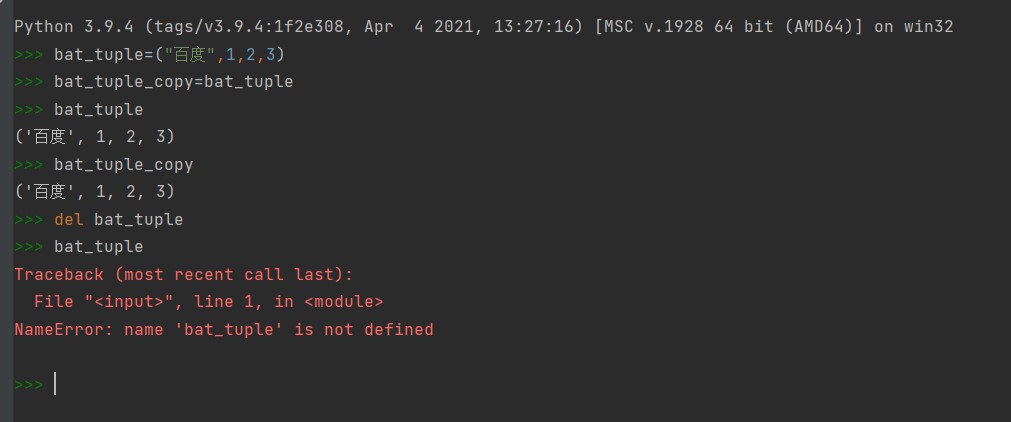 Python 3.9.4 (tags/v3.9.4:1f2e308, Apr  4 2021, 13:27:16) [MSC v.1928 64 bit (AMD64)] on win32
>>> bat_tuple=("百度",1,2,3)
>>> bat_tuple_copy=bat_tuple
>>> bat_tuple
('百度', 1, 2, 3)
>>> bat_tuple_copy
('百度', 1, 2, 3)
>>> del bat_tuple
>>> bat_tuple
Traceback (most recent call last):
  File "<input>", line 1, in <module>
NameError: name 'bat_tuple' is not defined
>>>